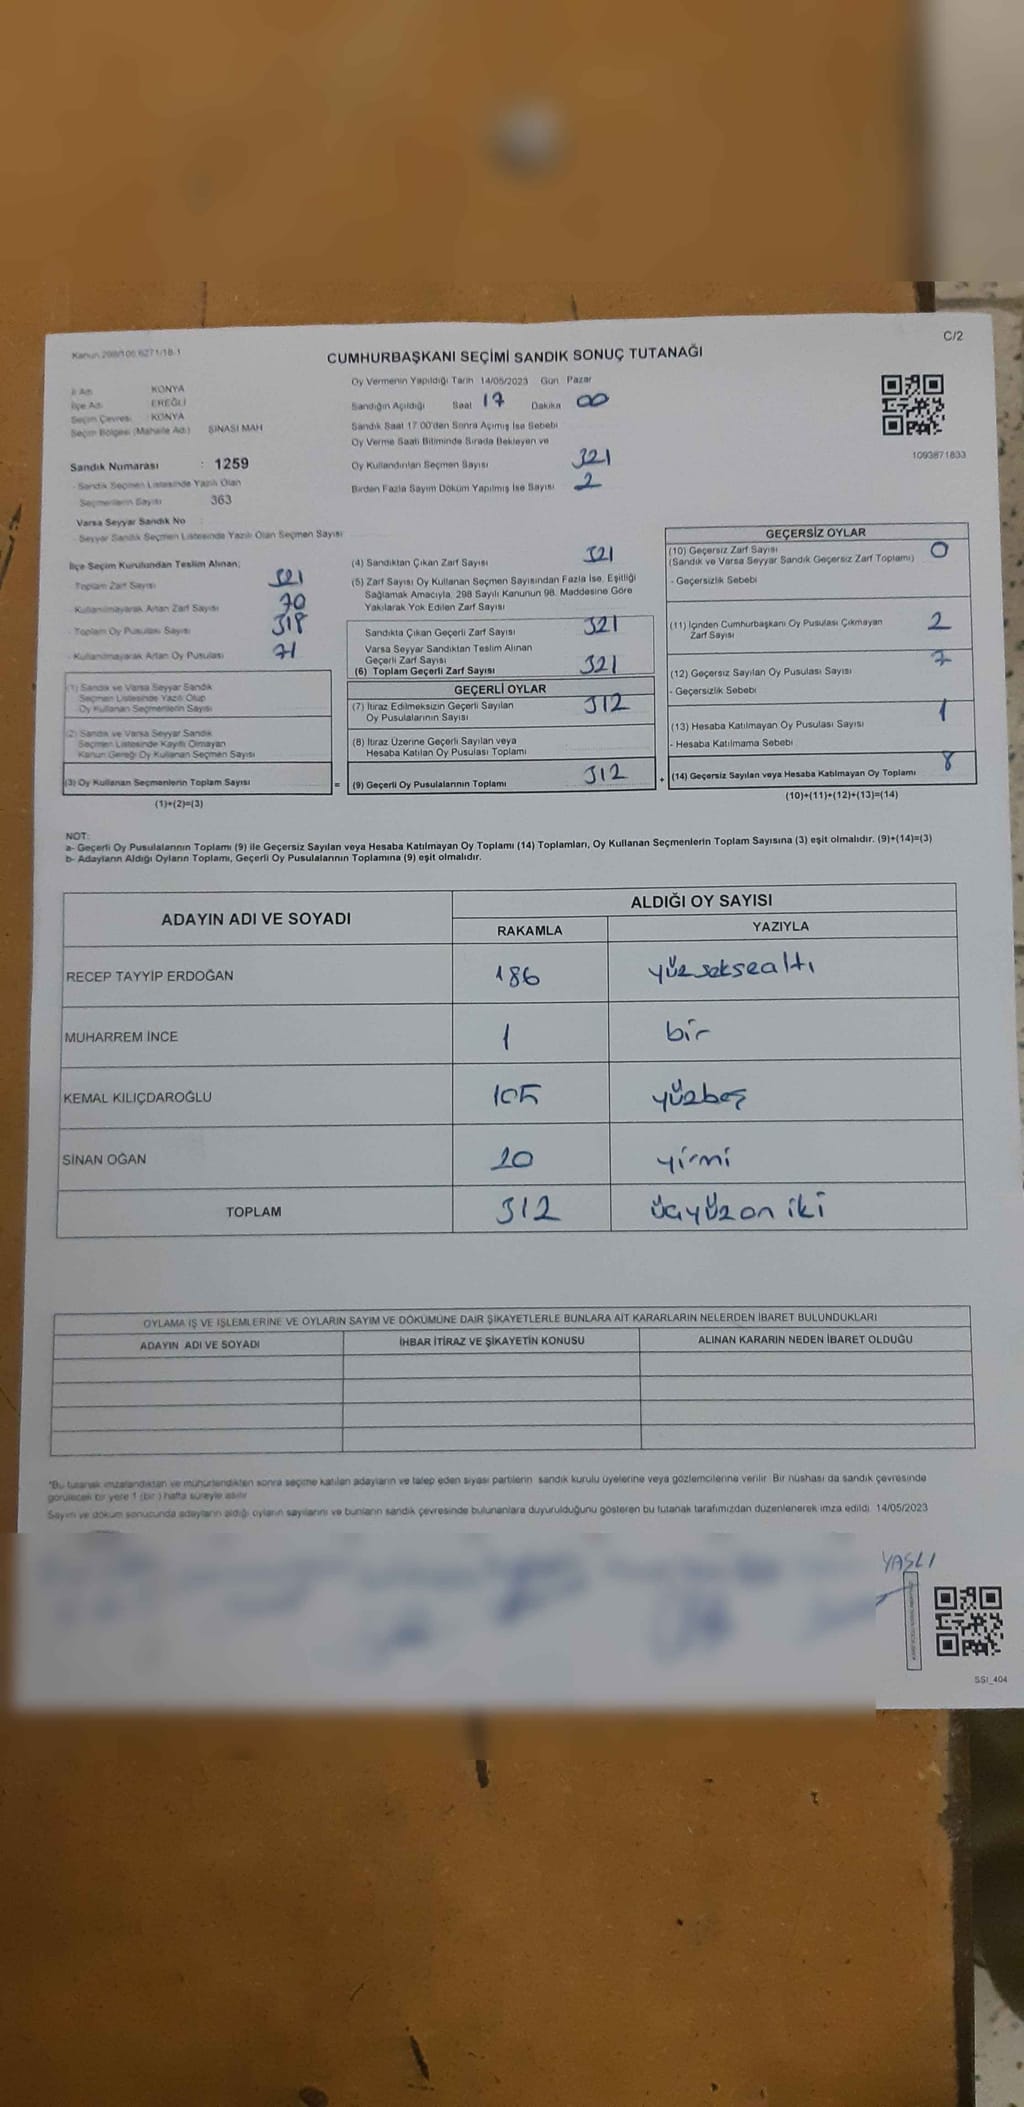 Kanun 298/105 6271/18-1
C/2
CUMHURBAŞKANI SEÇİMİ SANDIK SONUÇ TUTANAĞI
İl Adı KONYA
İlçe Adı EREĞLİ
Seçim Çevresi KONYA
Seçim Bölgesi (Mahalle Adı) ŞİNASİ MAH
Sandık Numarası : 1259
- Sandık Seçmen Listesinde Yazılı Olan
Seçmenlerin Sayısı 363
Varsa Seyyar Sandık No
- Seyyar Sandık Seçmen Listesinde Yazılı Olan Seçmen Sayısı
Oy Vermenin Yapıldığı Tarih 14/05/2023 Gün Pazar
Sandığın Açıldığı Saat 17 Dakika 00
Sandık Saat 17.00'den Sonra Açımış İse Sebebi
Oy Verme Saati Bitiminde Sırada Bekleyen ve
Oy Kullandırılan Seçmen Sayısı 321
Birden Fazla Sayım Döküm Yapılmış İse Sayısı 2
1093871833
İlçe Seçim Kurulundan Teslim Alınan;
Toplam Zarf Sayısı 321
- Kullanılmayarak Artan Zarf Sayısı 70
- Toplam Oy Pusulası Sayısı 318
- Kullanılmayarak Artan Oy Pusulası 71
(1) Sandık ve Varsa Seyyar Sandık
Seçmen Listesinde Yazılı Olup
Oy Kullanan Seçmenlerin Sayısı
(2) Sandık ve Varsa Seyyar Sandık
Seçmen Listesinde Kayıtlı Olmayan
Kanun Gereği Oy Kullanan Seçmen Sayısı
(3) Oy Kullanan Seçmenlerin Toplam Sayısı =
(1)+(2)=(3)
(4) Sandıktan Çıkan Zarf Sayısı 321
(5) Zarf Sayısı Oy Kullanan Seçmen Sayısından Fazla İse, Eşitliği
Sağlamak Amacıyla, 298 Sayılı Kanunun 98. Maddesine Göre
Yakılarak Yok Edilen Zarf Sayısı
Sandıkta Çıkan Geçerli Zarf Sayısı 321
Varsa Seyyar Sandıktan Teslim Alınan
Geçerli Zarf Sayısı
(6) Toplam Geçerli Zarf Sayısı 321
GEÇERLİ OYLAR
(7) İtiraz Edilmeksizin Geçerli Sayılan
Oy Pusulalarının Sayısı 312
(8) İtiraz Üzerine Geçerli Sayılan veya
Hesaba Katılan Oy Pusulası Toplamı
(9) Geçerli Oy Pusulalarının Toplamı 312 +
GEÇERSİZ OYLAR
(10) Geçersiz Zarf Sayısı 0
(Sandık ve Varsa Seyyar Sandık Geçersiz Zarf Toplamı)
- Geçersizlik Sebebi
(11) İçinden Cumhurbaşkanı Oy Pusulası Çıkmayan
Zarf Sayısı 2
(12) Geçersiz Sayılan Oy Pusulası Sayısı 7
- Geçersizlik Sebebi
(13) Hesaba Katılmayan Oy Pusulası Sayısı 1
- Hesaba Katılmama Sebebi
(14) Geçersiz Sayılan veya Hesaba Katılmayan Oy Toplamı 8
(10)+(11)+(12)+(13)=(14)
NOT:
a- Geçerli Oy Pusulalarının Toplamı (9) ile Geçersiz Sayılan veya Hesaba Katılmayan Oy Toplamı (14) Toplamları, Oy Kullanan Seçmenlerin Toplam Sayısına (3) eşit olmalıdır. (9)+(14)=(3)
b- Adayların Aldığı Oyların Toplamı, Geçerli Oy Pusulalarının Toplamına (9) eşit olmalıdır.
ADAYIN ADI VE SOYADI ALDIĞI OY SAYISI
RAKAMLA YAZIYLA
RECEP TAYYİP ERDOĞAN 186 yüzseksealtı
MUHARREM İNCE 1 bir
KEMAL KILIÇDAROĞLU 105 yüzbeş
SİNAN OĞAN 20 yirmi
TOPLAM 312 üçyüzon iki
OYLAMA İŞ VE İŞLEMLERİNE VE OYLARIN SAYIM VE DÖKÜMÜNE DAİR ŞİKAYETLERLE BUNLARA AİT KARARLARIN NELERDEN İBARET BULUNDUKLARI
ADAYIN ADI VE SOYADI İHBAR İTİRAZ VE ŞİKAYETİN KONUSU ALINAN KARARIN NEDEN İBARET OLDUĞU
*Bu tutanak imzalandıktan ve mühürlendikten sonra seçime katılan adayların ve talep eden siyasi partilerin sandık kurulu üyelerine veya gözlemcilerine verilir. Bir nüshası da sandık çevresinde
görülecek bir yere 1 (bir) hafta süreyle asılır
Sayım ve döküm sonucunda adayların aldığı oyların sayılarını ve bunların sandık çevresinde bulunanlara duyurulduğunu gösteren bu tutanak tarafımızdan düzenlenerek imza edildi. 14/05/2023
YAŞLI
SSI_404